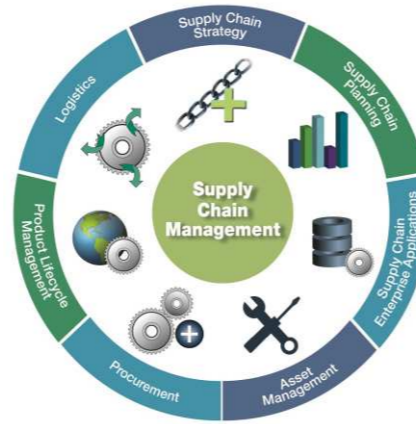 Supply Chain
Strategy
Supply Chain
Planning
Supply Chain
Enterprise Applications
Asset
Management
Procurement
Product Lifecycle
Management
Logistics
Supply
Chain
Management